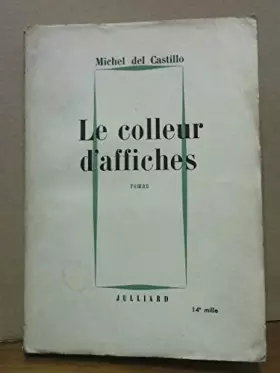 Michel del Castillo
Le colleur
d'affiches
ROMAN
JULLIARD
14e mille